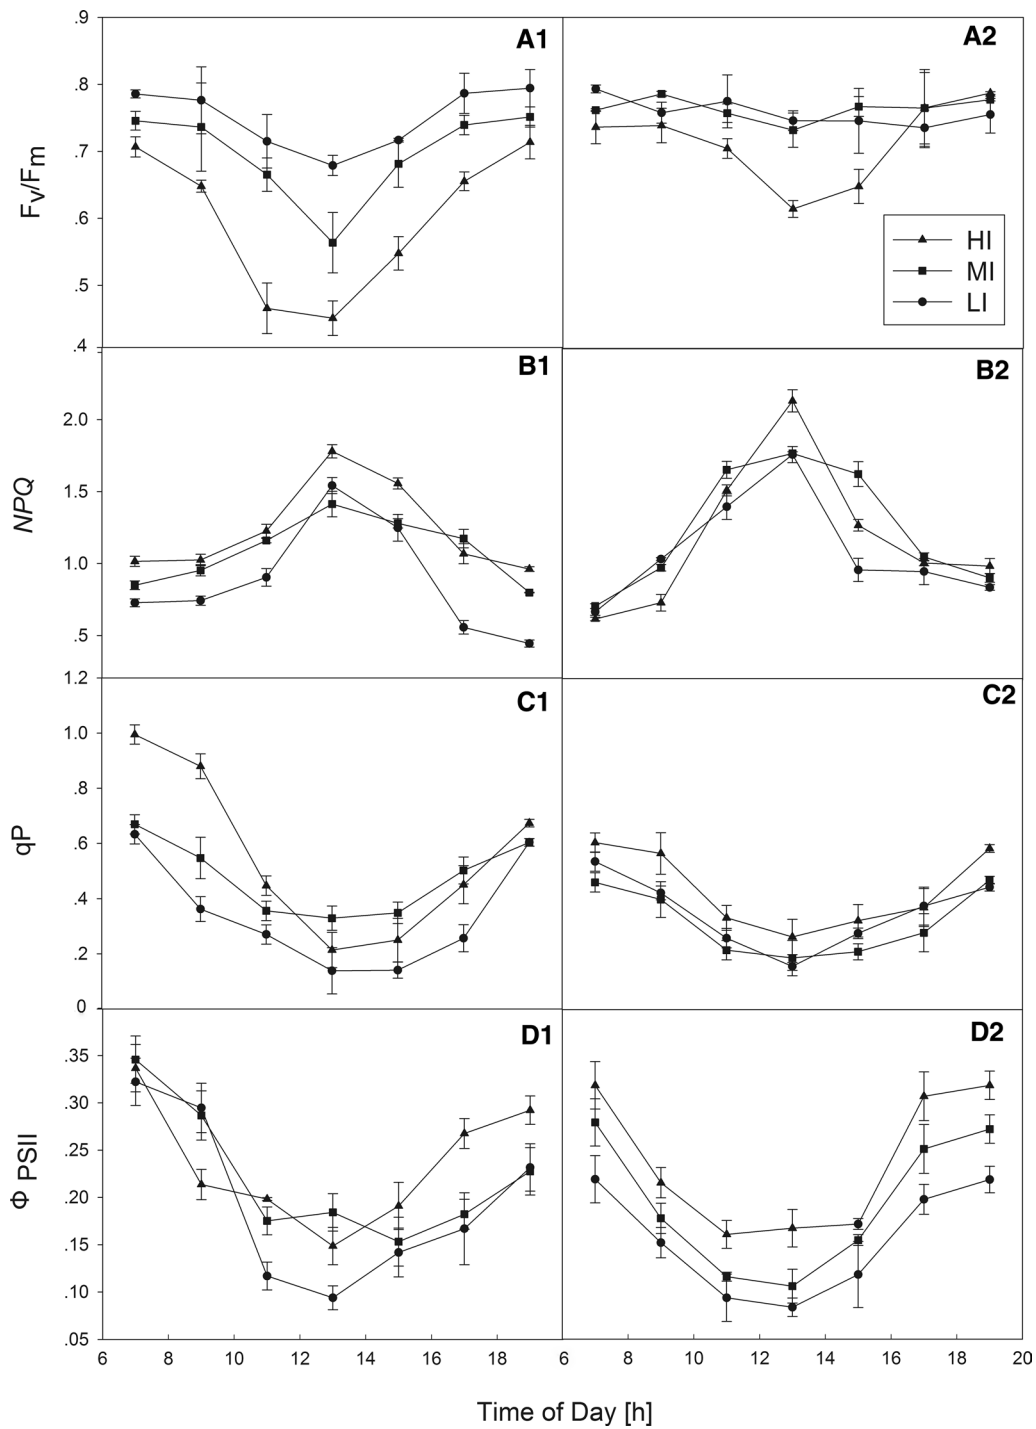 .9
.8
.7
.6
.5
.4
Fv/Fm
A1
A2
HI
MI
LI
2.0
1.5
1.0
.5
NPQ
B1
B2
1.2
1.0
.8
.6
.4
.2
0
qP
C1
C2
.35
.30
.25
.20
.15
.10
.05
Φ PSII
D1
D2
6 8 10 12 14 16 18 6 8 10 12 14 16 18 20
Time of Day [h]